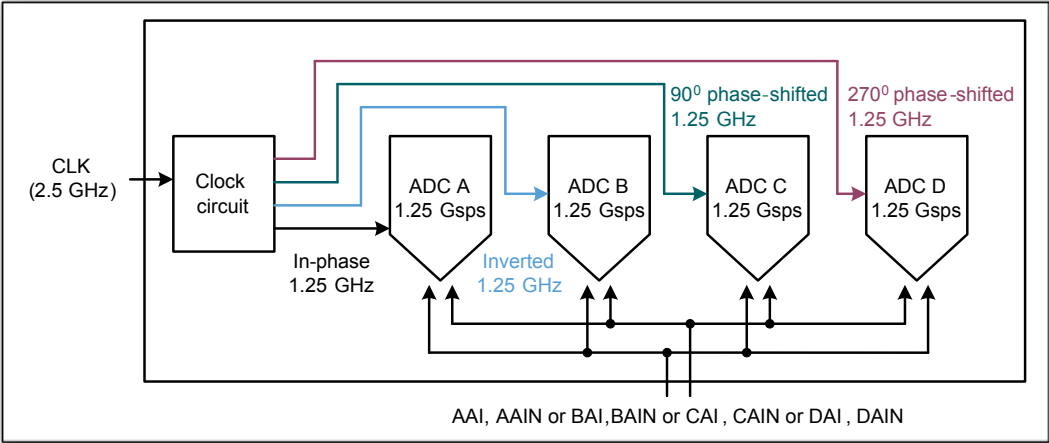 90⁰ phase-shifted
1.25 GHz
270⁰ phase-shifted
1.25 GHz
CLK
(2.5 GHz)
Clock
circuit
ADC A
1.25 Gsps
ADC B
1.25 Gsps
ADC C
1.25 Gsps
ADC D
1.25 Gsps
In-phase
1.25 GHz
Inverted
1.25 GHz
AAI, AAIN or BAI,BAIN or CAI , CAIN or DAI , DAIN